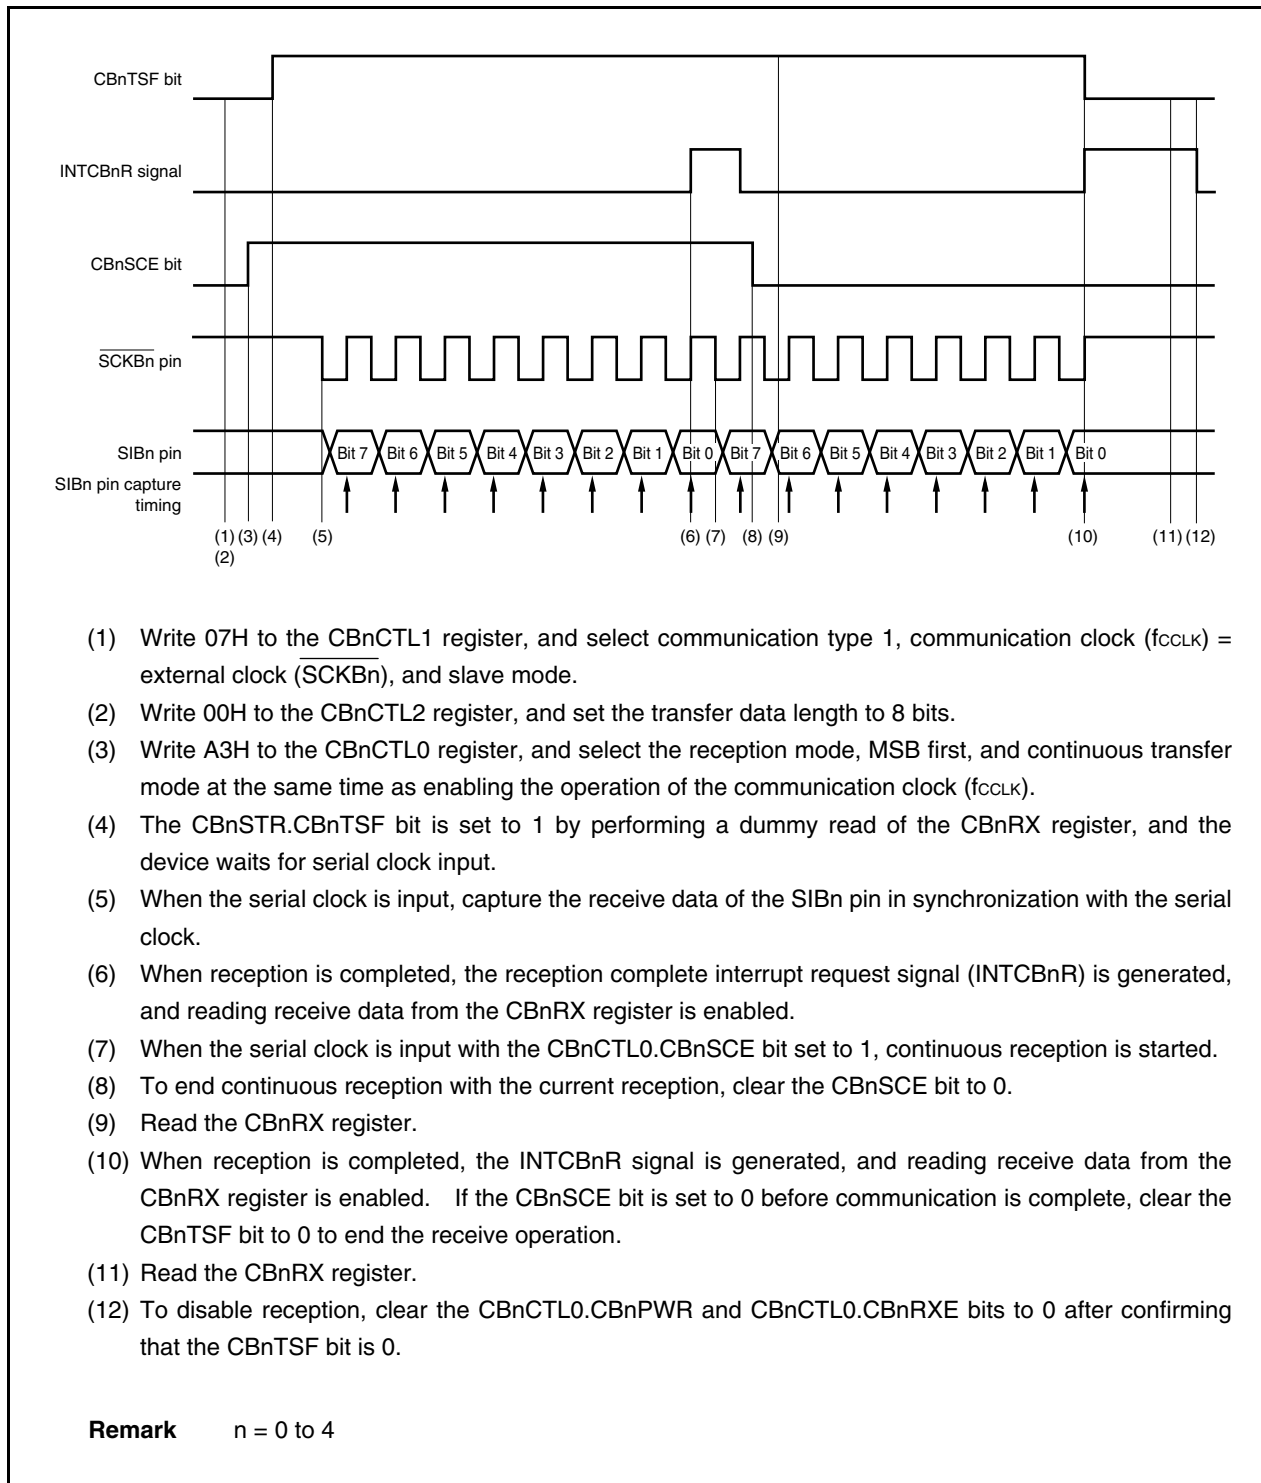 CBnTSF bit
INTCBnR signal
CBnSCE bit
SCKBn pin
SIBn pin
Bit 7 Bit 6 Bit 5 Bit 4 Bit 3 Bit 2 Bit 1 Bit 0 Bit 7 Bit 6 Bit 5 Bit 4 Bit 3 Bit 2 Bit 1 Bit 0
SIBn pin capture
timing
(1) (3) (4) (5) (6) (7) (8) (9) (10) (11) (12)
(2)
(1) Write 07H to the CBnCTL1 register, and select communication type 1, communication clock (fCCLK) =
external clock (SCKBn), and slave mode.
(2) Write 00H to the CBnCTL2 register, and set the transfer data length to 8 bits.
(3) Write A3H to the CBnCTL0 register, and select the reception mode, MSB first, and continuous transfer
mode at the same time as enabling the operation of the communication clock (fCCLK).
(4) The CBnSTR.CBnTSF bit is set to 1 by performing a dummy read of the CBnRX register, and the
device waits for serial clock input.
(5) When the serial clock is input, capture the receive data of the SIBn pin in synchronization with the serial
clock.
(6) When reception is completed, the reception complete interrupt request signal (INTCBnR) is generated,
and reading receive data from the CBnRX register is enabled.
(7) When the serial clock is input with the CBnCTL0.CBnSCE bit set to 1, continuous reception is started.
(8) To end continuous reception with the current reception, clear the CBnSCE bit to 0.
(9) Read the CBnRX register.
(10) When reception is completed, the INTCBnR signal is generated, and reading receive data from the
CBnRX register is enabled. If the CBnSCE bit is set to 0 before communication is complete, clear the
CBnTSF bit to 0 to end the receive operation.
(11) Read the CBnRX register.
(12) To disable reception, clear the CBnCTL0.CBnPWR and CBnCTL0.CBnRXE bits to 0 after confirming
that the CBnTSF bit is 0.
Remark n = 0 to 4